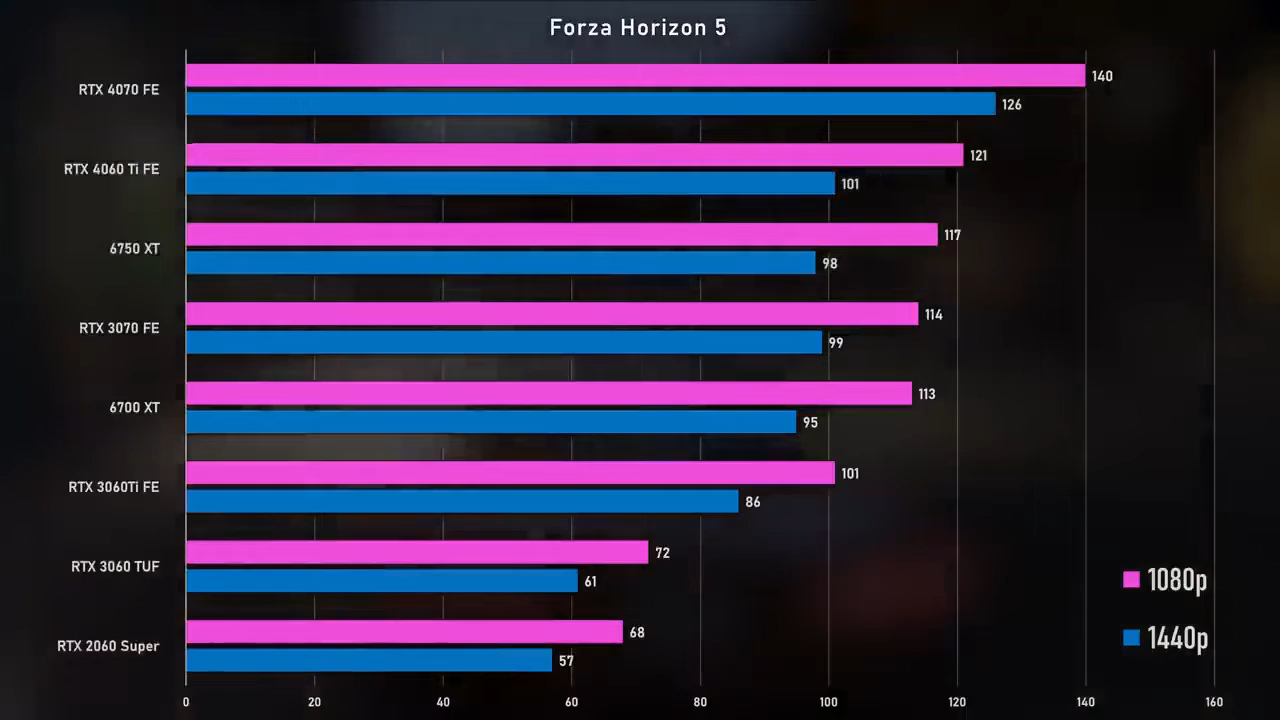 Forza Horizon 5
RTX 4070 FE
140
126
RTX 4060 Ti FE
121
101
6750 XT
117
98
RTX 3070 FE
114
99
6700 XT
113
95
RTX 3060Ti FE
101
86
RTX 3060 TUF
72
61
RTX 2060 Super
68
57
1080p
1440p
0 20 40 60 80 100 120 140 160